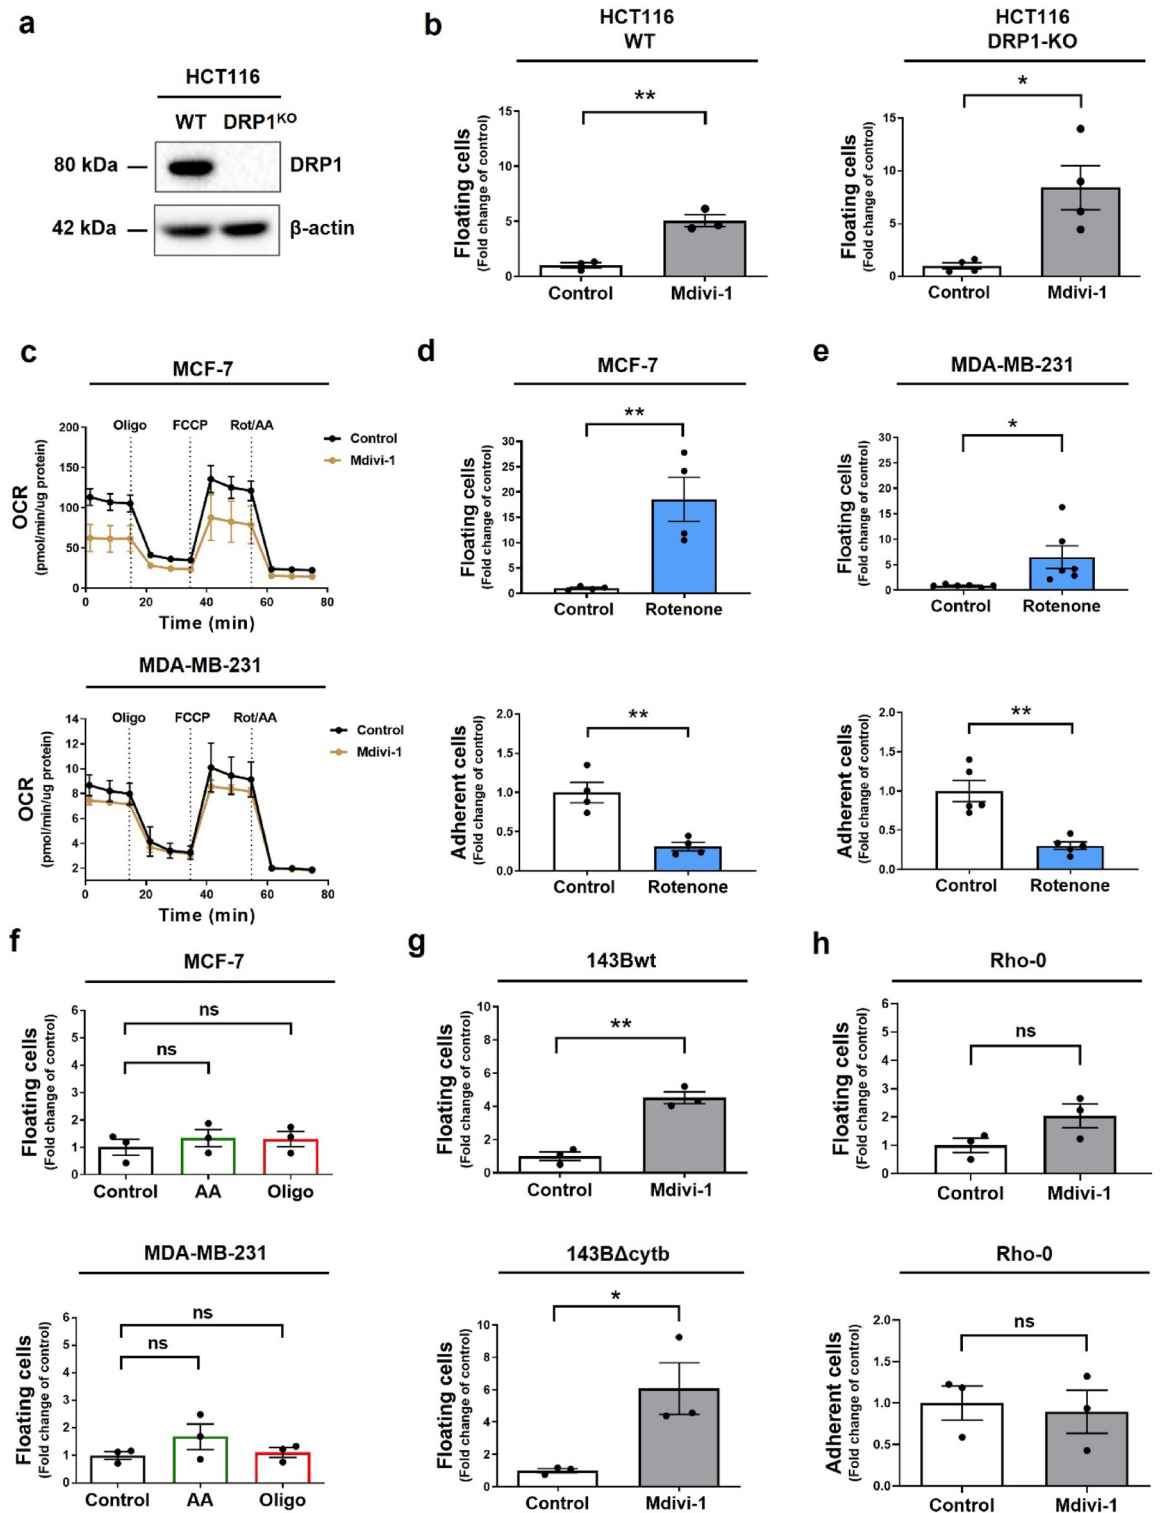 a
HCT116
WT DRP1KO
80 kDa DRP1
42 kDa β-actin
b
HCT116
WT
**
Floating cells
(Fold change of control)
15
10
5
0
Control Mdivi-1
HCT116
DRP1-KO
*
Floating cells
(Fold change of control)
15
10
5
0
Control Mdivi-1
c
MCF-7
Oligo FCCP Rot/AA
OCR
(pmol/min/ug protein)
200
150
100
50
0
0 20 40 60 80
Time (min)
Control
Mdivi-1
MDA-MB-231
Oligo FCCP Rot/AA
OCR
(pmol/min/ug protein)
14
12
10
8
6
4
2
0 20 40 60 80
Time (min)
Control
Mdivi-1
d
MCF-7
**
Floating cells
(Fold change of control)
30
25
20
15
10
5
0
Control Rotenone
**
Adherent cells
(Fold change of control)
2.0
1.5
1.0
0.5
0.0
Control Rotenone
e
MDA-MB-231
*
Floating cells
(Fold change of control)
30
25
20
15
10
5
0
Control Rotenone
**
Adherent cells
(Fold change of control)
2.0
1.5
1.0
0.5
0.0
Control Rotenone
f
MCF-7
ns
ns
Floating cells
(Fold change of control)
6
5
4
3
2
1
0
Control AA Oligo
MDA-MB-231
ns
ns
Floating cells
(Fold change of control)
6
5
4
3
2
1
0
Control AA Oligo
g
143Bwt
**
Floating cells
(Fold change of control)
10
8
6
4
2
0
Control Mdivi-1
143BΔcytb
*
Floating cells
(Fold change of control)
10
8
6
4
2
0
Control Mdivi-1
h
Rho-0
ns
Floating cells
(Fold change of control)
6
5
4
3
2
1
0
Control Mdivi-1
Rho-0
ns
Adherent cells
(Fold change of control)
2.0
1.5
1.0
0.5
0.0
Control Mdivi-1